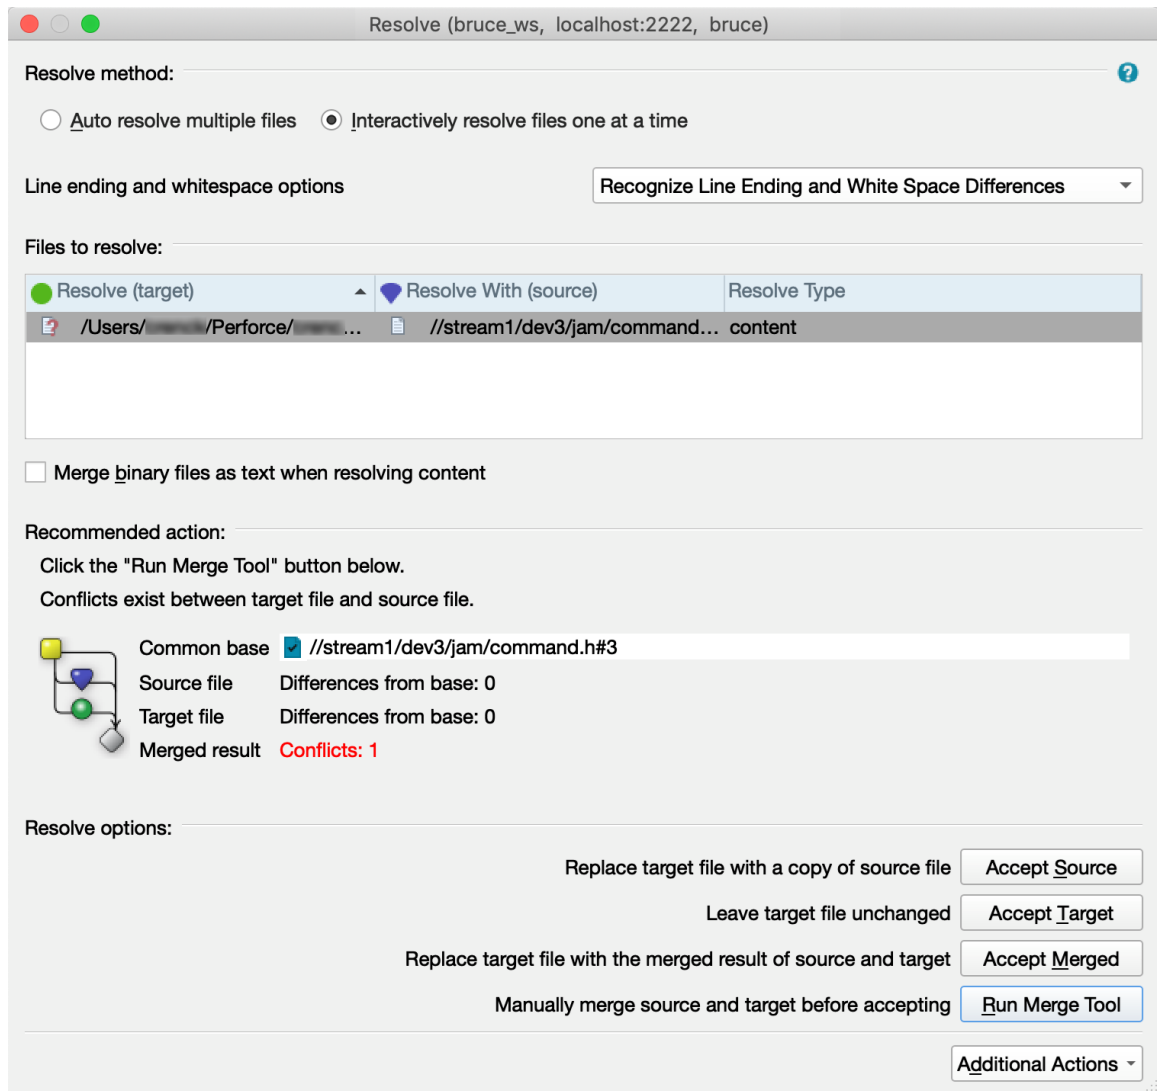 Resolve (bruce_ws, localhost:2222, bruce)
Resolve method:
?
Auto resolve multiple files Interactively resolve files one at a time
Line ending and whitespace options Recognize Line Ending and White Space Differences
Files to resolve:
Resolve (target) Resolve With (source) Resolve Type
/Users/ /Perforce/ ... //stream1/dev3/jam/command... content
Merge binary files as text when resolving content
Recommended action:
Click the "Run Merge Tool" button below.
Conflicts exist between target file and source file.
Common base //stream1/dev3/jam/command.h#3
Source file Differences from base: 0
Target file Differences from base: 0
Merged result Conflicts: 1
Resolve options:
Replace target file with a copy of source file Accept Source
Leave target file unchanged Accept Target
Replace target file with the merged result of source and target Accept Merged
Manually merge source and target before accepting Run Merge Tool
Additional Actions